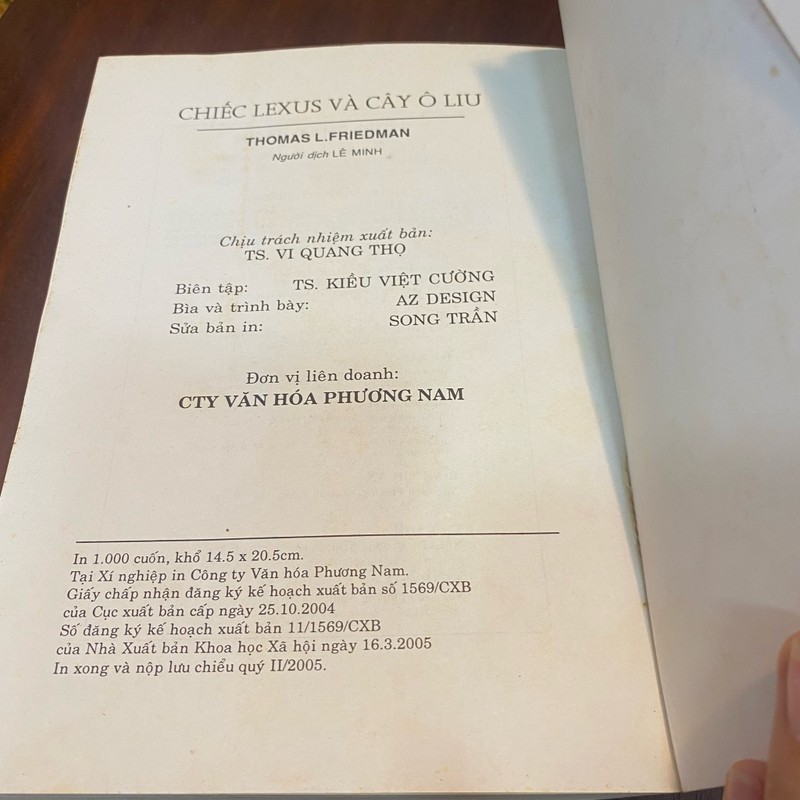 CHIẾC LEXUS VÀ CÂY Ô LIU
THOMAS L.FRIEDMAN
Người dịch LÊ MINH
Chịu trách nhiệm xuất bản:
TS. VI QUANG THỌ
Biên tập: TS. KIỀU VIỆT CƯỜNG
Bìa và trình bày: AZ DESIGN
Sửa bản in: SONG TRẦN
Đơn vị liên doanh:
CTY VĂN HÓA PHƯƠNG NAM
In 1.000 cuốn, khổ 14.5 x 20.5cm.
Tại Xí nghiệp in Công ty Văn hóa Phương Nam.
Giấy chấp nhận đăng ký kế hoạch xuất bản số 1569/CXB
của Cục xuất bản cấp ngày 25.10.2004
Số đăng ký kế hoạch xuất bản 11/1569/CXB
của Nhà Xuất bản Khoa học Xã hội ngày 16.3.2005
In xong và nộp lưu chiểu quý II/2005.